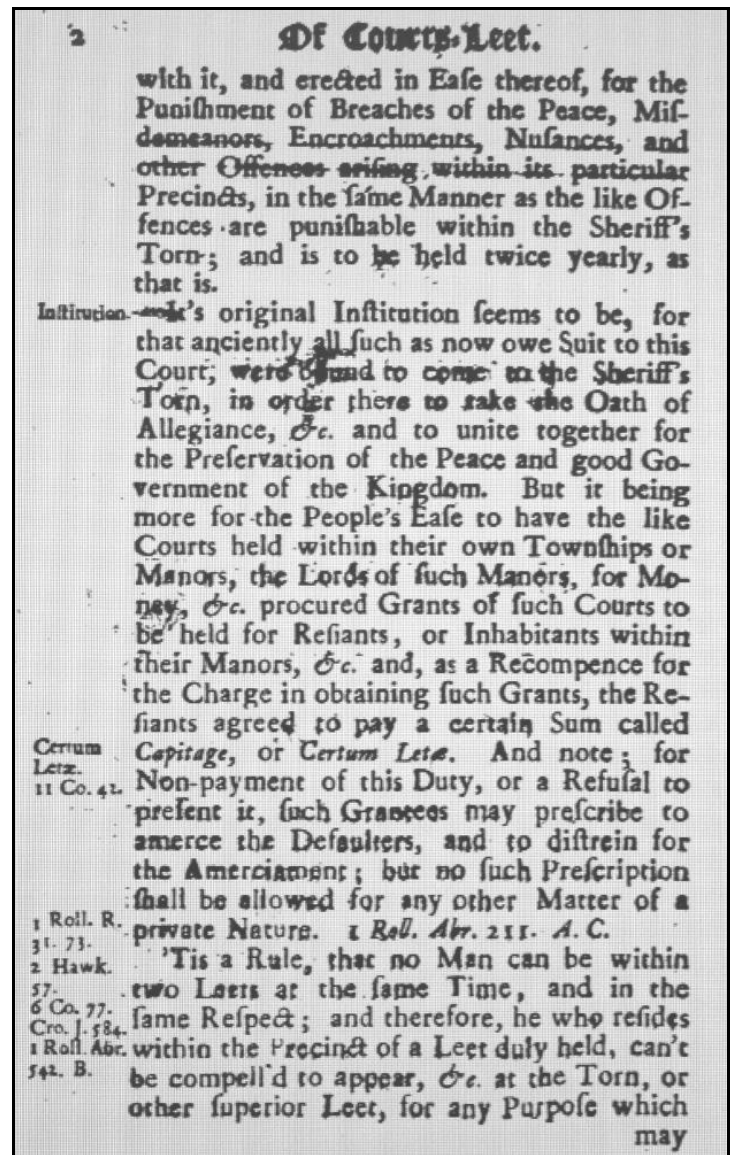 2
Of Courts-Leet.
with it, and erected in Eaſe thereof, for the
Puniſhment of Breaches of the Peace, Miſ-
demeanors, Encroachments, Nuſances, and
other Offences ariſing within its particular
Precincts, in the ſame Manner as the like Of-
fences are puniſhable within the Sheriff's
Torn; and is to be held twice yearly, as
that is.
Inſtitution.
It's original Inſtitution ſeems to be, for
that anciently all ſuch as now owe Suit to this
Court, were bound to come to the Sheriff's
Torn, in order there to take the Oath of
Allegiance, &c. and to unite together for
the Preſervation of the Peace and good Go-
vernment of the Kingdom. But it being
more for the People's Eaſe to have the like
Courts held within their own Townſhips or
Manors, the Lords of ſuch Manors, for Mo-
ney, &c. procured Grants of ſuch Courts to
be held for Reſiants, or Inhabitants within
their Manors, &c. and, as a Recompence for
the Charge in obtaining ſuch Grants, the Re-
ſiants agreed to pay a certain Sum called
Certum
Letæ.
11 Co. 42.
Capitage, or Certum Letæ. And note; for
Non-payment of this Duty, or a Refuſal to
preſent it, ſuch Grantees may preſcribe to
amerce the Defaulters, and to diſtrein for
the Amerciament; but no ſuch Preſcription
ſhall be allowed for any other Matter of a
private Nature. 1 Roll. Abr. 211. A. C.
1 Roll. R.
31. 73.
2 Hawk.
57.
6 Co. 77.
Cro. J. 584.
1 Roll. Abr.
542. B.
'Tis a Rule, that no Man can be within
two Leets at the ſame Time, and in the
ſame Reſpect; and therefore, he who reſides
within the Precinct of a Leet duly held, can't
be compell'd to appear, &c. at the Torn, or
other ſuperior Leet, for any Purpoſe which
may